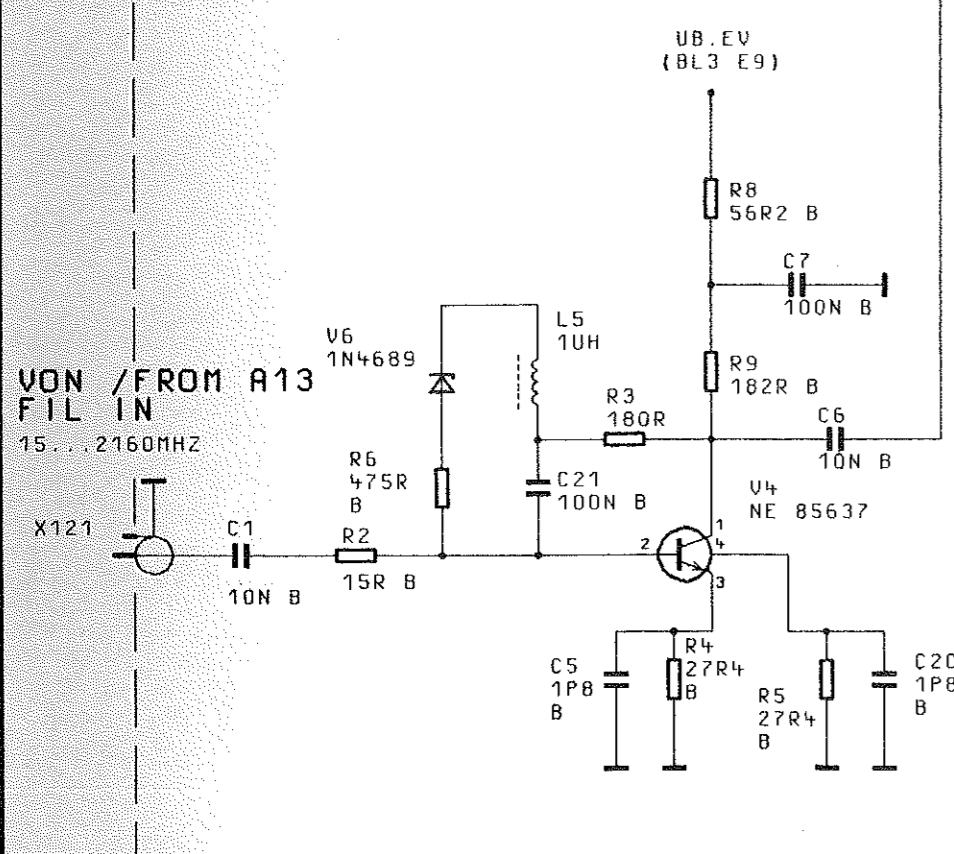 UB.EV
(BL3 E9)
R8
56R2 B
C7
100N B
V6
1N4689
L5
1UH
R9
182R B
VON /FROM A13
FIL IN
15...2160MHZ
R3
180R
C6
10N B
R6
475R
B
C21
100N B
V4
NE 85637
X121
C1
10N B
R2
15R B
2
1
4
3
C5
1P8
B
R4
27R4
B
R5
27R4
B
C20
1P8
B